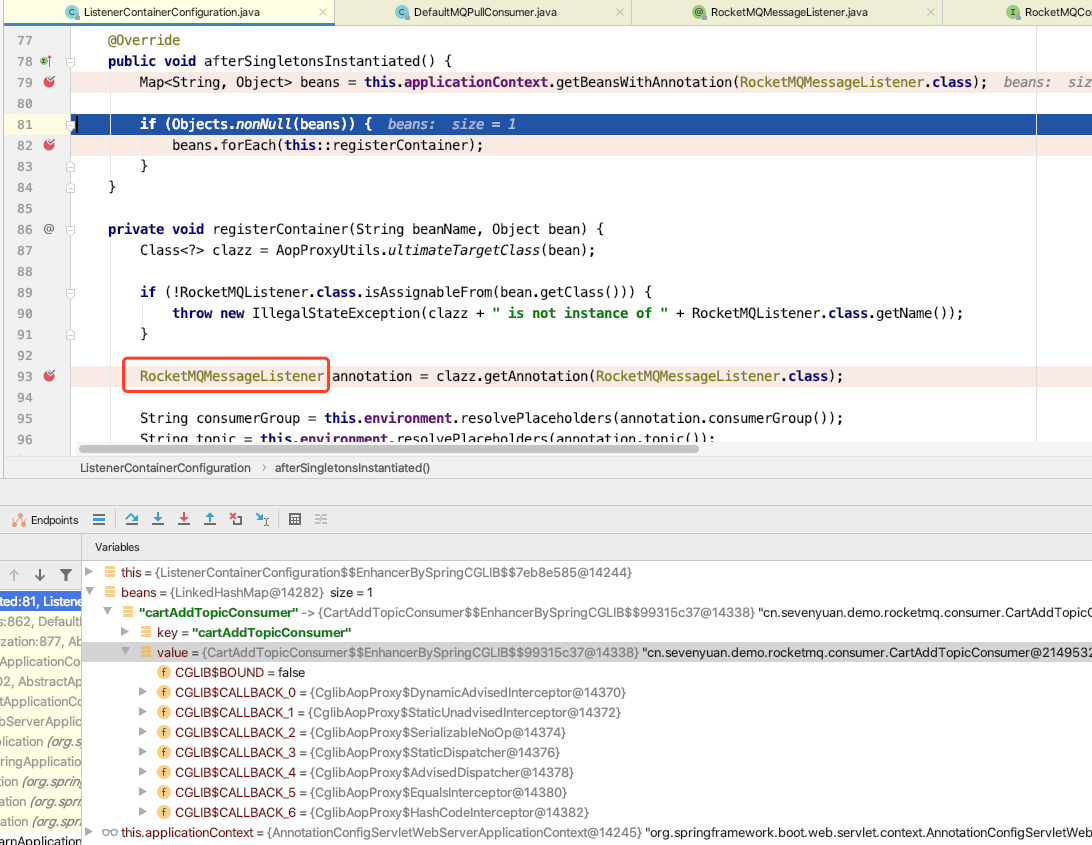 ListenerContainerConfiguration.java
DefaultMQPullConsumer.java
RocketMQMessageListener.java
RocketMQCo
77 @Override
78 public void afterSingletonsInstantiated() {
79 Map<String, Object> beans = this.applicationContext.getBeansWithAnnotation(RocketMQMessageListener.class); beans: siz
80
81 if (Objects.nonNull(beans)) { beans: size = 1
82 beans.forEach(this::registerContainer);
83 }
84 }
85
86 @ private void registerContainer(String beanName, Object bean) {
87 Class<?> clazz = AopProxyUtils.ultimateTargetClass(bean);
88
89 if (!RocketMQListener.class.isAssignableFrom(bean.getClass())) {
90 throw new IllegalStateException(clazz + " is not instance of " + RocketMQListener.class.getName());
91 }
92
93 RocketMQMessageListener annotation = clazz.getAnnotation(RocketMQMessageListener.class);
94
95 String consumerGroup = this.environment.resolvePlaceholders(annotation.consumerGroup());
96 String topic = this.environment.resolvePlaceholders(annotation.topic());
ListenerContainerConfiguration › afterSingletonsInstantiated()
Endpoints
Variables
this = {ListenerContainerConfiguration$$EnhancerBySpringCGLIB$$7eb8e585@14244}
beans = {LinkedHashMap@14282} size = 1
"cartAddTopicConsumer" -> {CartAddTopicConsumer$$EnhancerBySpringCGLIB$$99315c37@14338} "cn.sevenyuan.demo.rocketmq.consumer.CartAddTopicC
key = "cartAddTopicConsumer"
value = {CartAddTopicConsumer$$EnhancerBySpringCGLIB$$99315c37@14338} "cn.sevenyuan.demo.rocketmq.consumer.CartAddTopicConsumer@2149532
CGLIB$BOUND = false
CGLIB$CALLBACK_0 = {CglibAopProxy$DynamicAdvisedInterceptor@14370}
CGLIB$CALLBACK_1 = {CglibAopProxy$StaticUnadvisedInterceptor@14372}
CGLIB$CALLBACK_2 = {CglibAopProxy$SerializableNoOp@14374}
CGLIB$CALLBACK_3 = {CglibAopProxy$StaticDispatcher@14376}
CGLIB$CALLBACK_4 = {CglibAopProxy$AdvisedDispatcher@14378}
CGLIB$CALLBACK_5 = {CglibAopProxy$EqualsInterceptor@14380}
CGLIB$CALLBACK_6 = {CglibAopProxy$HashCodeInterceptor@14382}
this.applicationContext = {AnnotationConfigServletWebServerApplicationContext@14245} "org.springframework.boot.web.servlet.context.AnnotationConfigServletWeb
ted:81, Listene
s:862, Default
zation:877, Ab
ApplicationCo
02, AbstractAp
tApplicationCo
bServerApplic
plication (org.s
ringApplicatio
tion (org.sprin
ation (org.spri
cation (org.spr
arnApplication